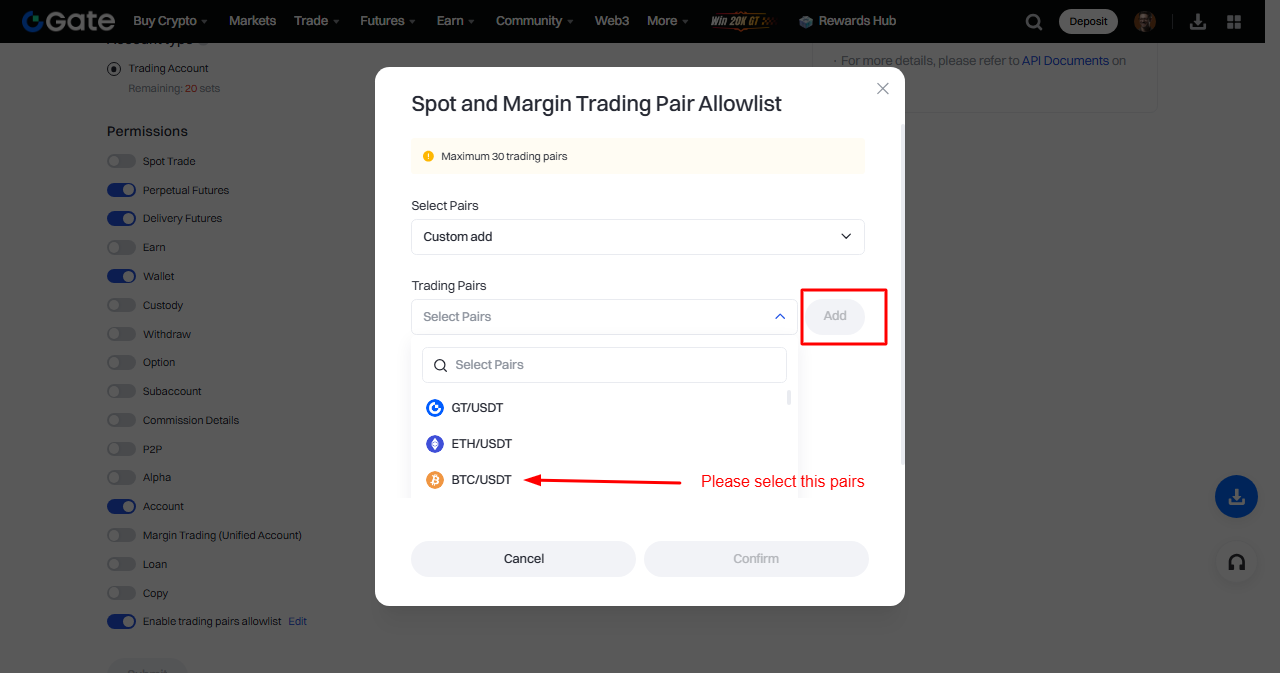 Gate Buy Crypto Markets Trade Futures Earn Community Web3 More Win 20K GT Rewards Hub Deposit
Account type
Trading Account
Remaining: 20 sets
· For more details, please refer to API Documents on
Permissions
Spot Trade
Perpetual Futures
Delivery Futures
Earn
Wallet
Custody
Withdraw
Option
Subaccount
Commission Details
P2P
Alpha
Account
Margin Trading (Unified Account)
Loan
Copy
Enable trading pairs allowlist Edit
Submit
Spot and Margin Trading Pair Allowlist
Maximum 30 trading pairs
Select Pairs
Custom add
Trading Pairs
Select Pairs
Add
Select Pairs
GT/USDT
ETH/USDT
BTC/USDT
Please select this pairs
Cancel
Confirm